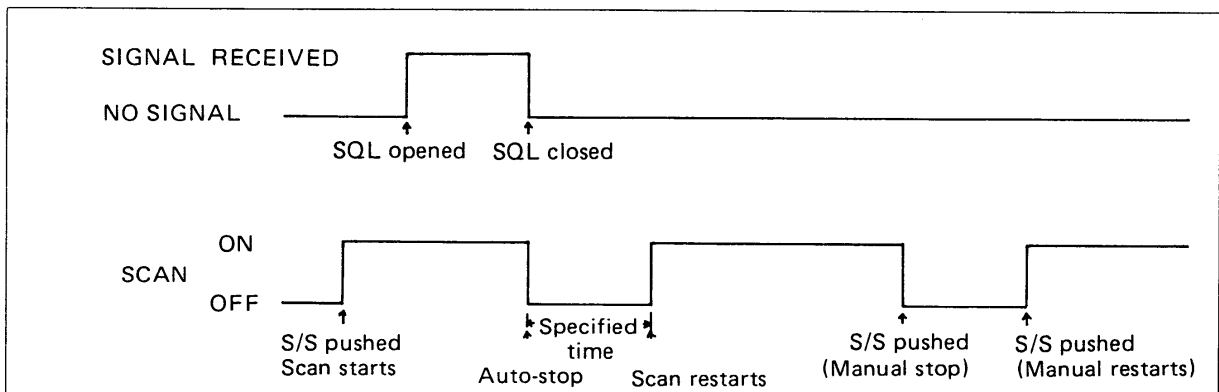 SIGNAL RECEIVED
NO SIGNAL
SQL opened
SQL closed
ON
SCAN
OFF
S/S pushed
Scan starts
Specified
time
Auto-stop
Scan restarts
S/S pushed
(Manual stop)
S/S pushed
(Manual restarts)